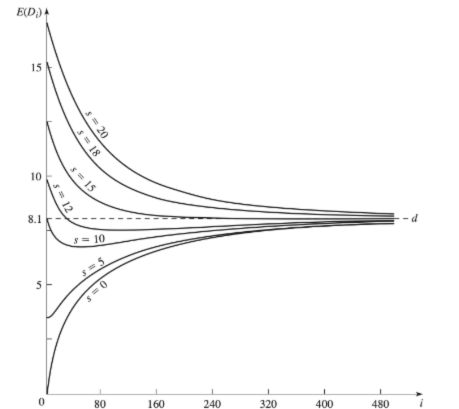 E(Dᵢ)
15
s = 20
s = 18
10
s = 15
s = 12
8.1
d
s = 10
s = 5
5
s = 0
0 80 160 240 320 400 480 i